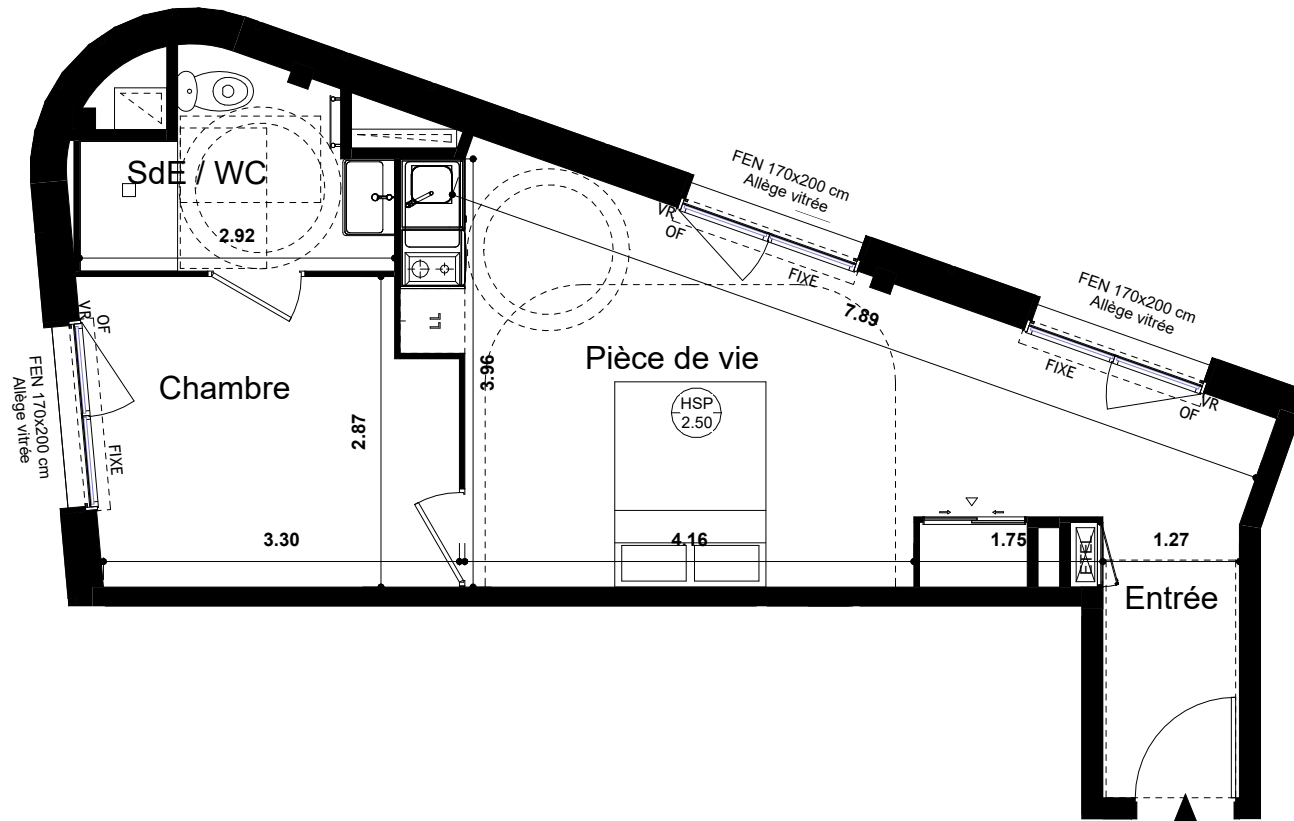 SdE / WC
2.92
FEN 170x200 cm
Allège vitrée
VR
OF
FIXE
FEN 170x200 cm
Allège vitrée
FIXE
OF
VR
7.89
VR
OF
FIXE
FEN 170x200 cm
Allège vitrée
LL
Chambre
2.87
3.96
Pièce de vie
HSP
2.50
3.30
4.16
1.75
1.27
Entrée